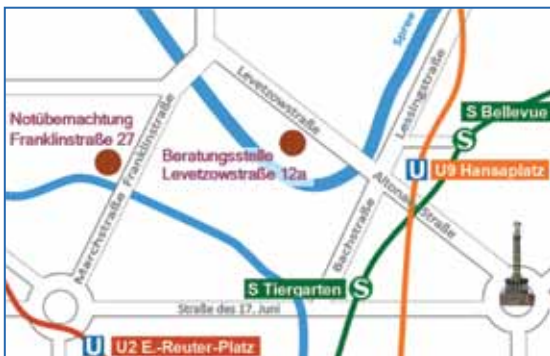 Spree
Levetzowstraße
Lessingstraße
S Bellevue
S
Notübernachtung
Franklinstraße 27
Franklinstraße
Beratungsstelle
Levetzowstraße 12a
U
U9 Hansaplatz
Marchstraße
Bachstraße
Altonaer Straße
S Tiergarten
S
Straße des 17. Juni
U
U2 E.-Reuter-Platz